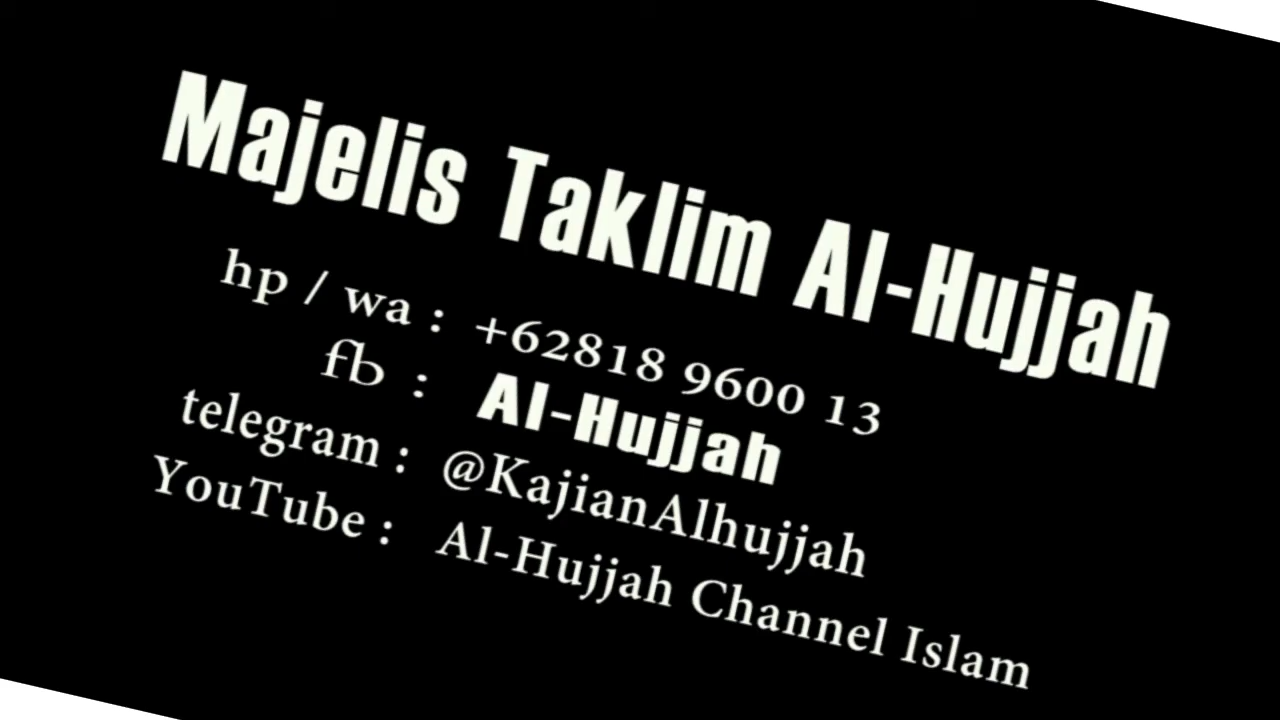 Majelis Taklim Al-Hujjah
hp / wa : +62818 9600 13
fb : Al-Hujjah
telegram : @KajianAlhujjah
YouTube : Al-Hujjah Channel Islam